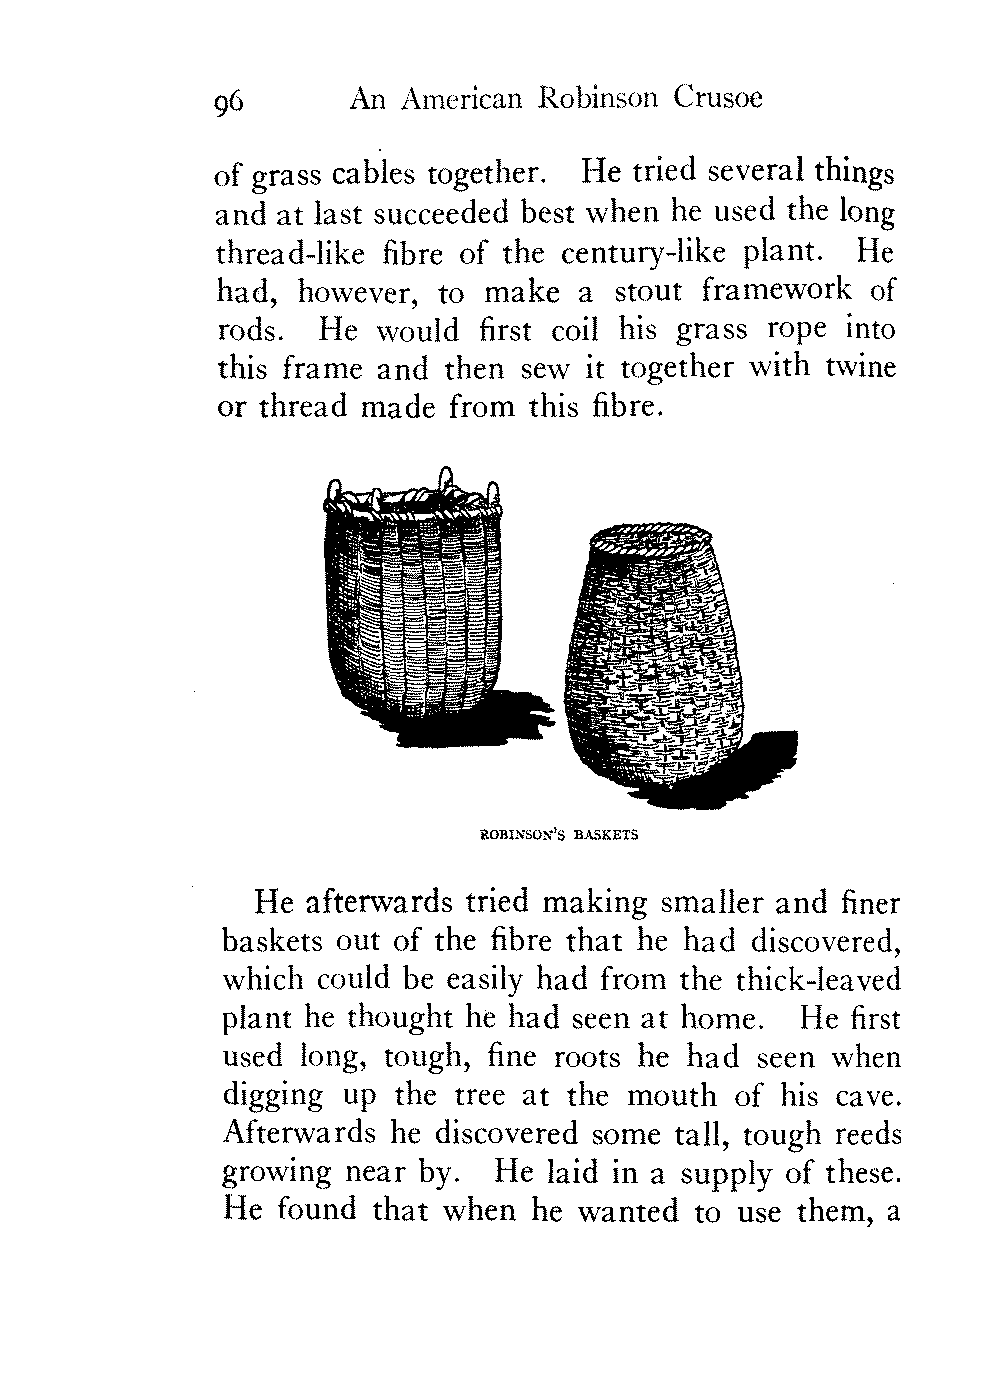 96 An American Robinson Crusoe
of grass cables together. He tried several things
and at last succeeded best when he used the long
thread-like fibre of the century-like plant. He
had, however, to make a stout framework of
rods. He would first coil his grass rope into
this frame and then sew it together with twine
or thread made from this fibre.
ROBINSON'S BASKETS
He afterwards tried making smaller and finer
baskets out of the fibre that he had discovered,
which could be easily had from the thick-leaved
plant he thought he had seen at home. He first
used long, tough, fine roots he had seen when
digging up the tree at the mouth of his cave.
Afterwards he discovered some tall, tough reeds
growing near by. He laid in a supply of these.
He found that when he wanted to use them, a